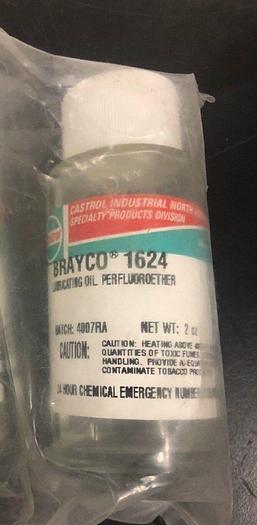 CASTROL INDUSTRIAL NORTH
SPECIALTY PRODUCTS DIVISION
BRAYCO® 1624
LUBRICATING OIL PERFLUOROETHER
BATCH: 4007RA NET WT: 2 oz
CAUTION: CAUTION: HEATING ABOVE
QUANTITIES OF TOXIC FUMES
HANDLING. PROVIDE
CONTAMINATE TOBACCO
24 HOUR CHEMICAL EMERGENCY NUMBER